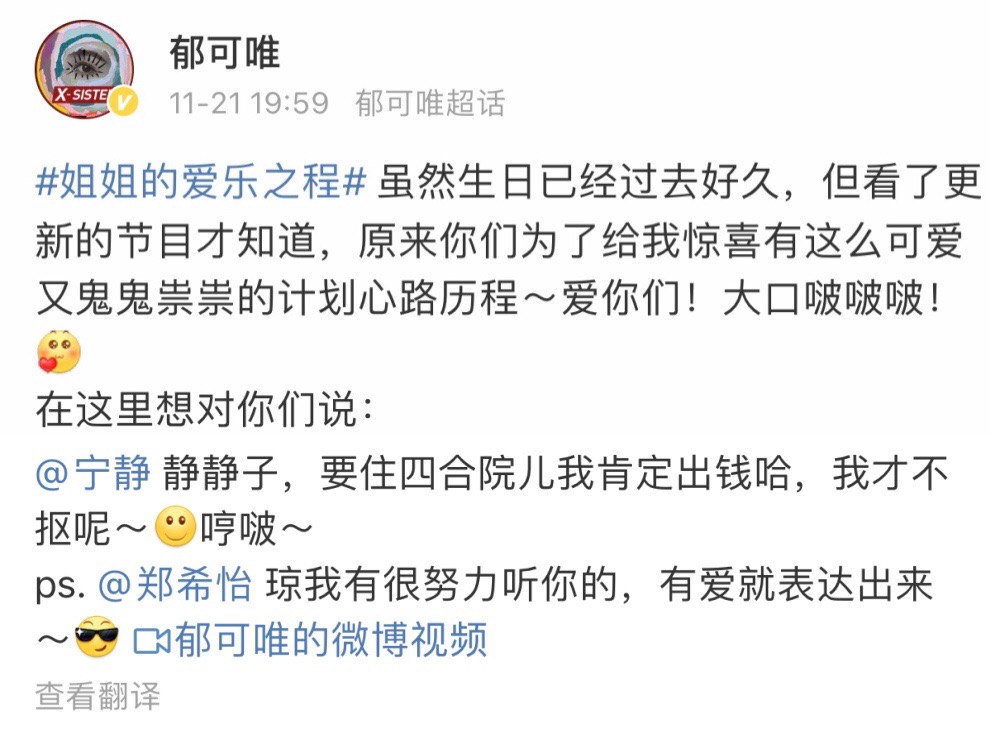 郁可唯
X-SISTE
11-21 19:59 郁可唯超话
#姐姐的爱乐之程# 虽然生日已经过去好久，但看了更
新的节目才知道，原来你们为了给我惊喜有这么可爱
又鬼鬼祟祟的计划心路历程～爱你们！大口啵啵啵！
在这里想对你们说：
@宁静 静静子，要住四合院儿我肯定出钱哈，我才不
抠呢～哼啵～
ps. @郑希怡 琼我有很努力听你的，有爱就表达出来
～郁可唯的微博视频
查看翻译